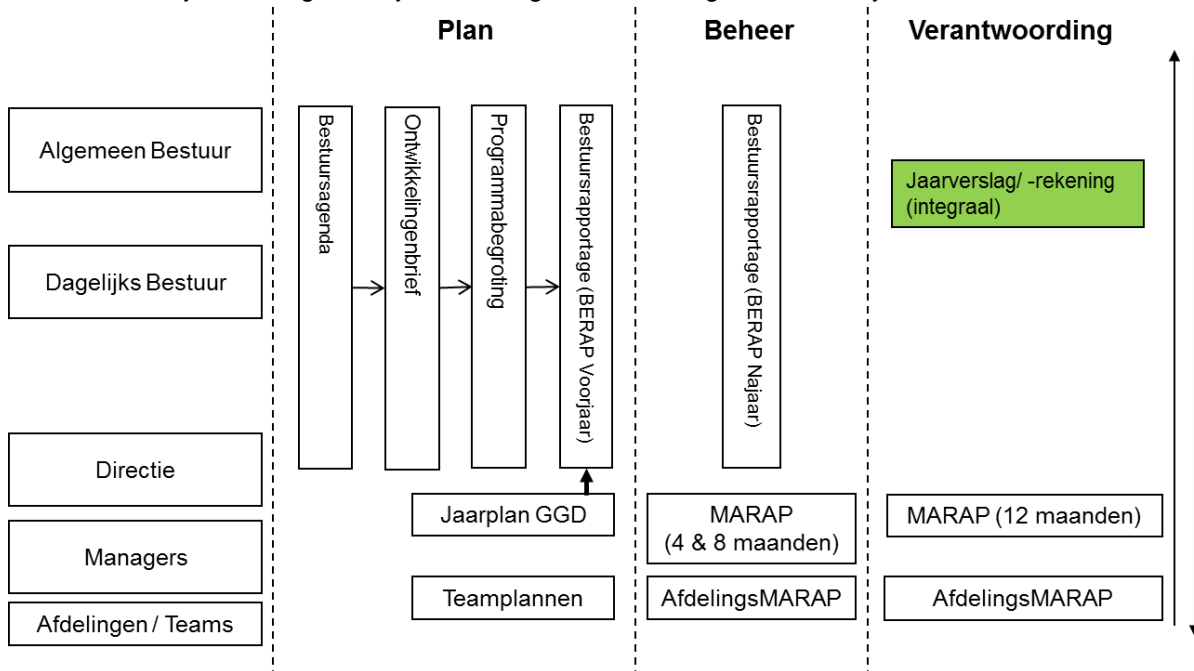 Plan
Beheer
Verantwoording
Algemeen Bestuur
Dagelijks Bestuur
Directie
Managers
Afdelingen / Teams
Bestuursagenda
Ontwikkelingenbrief
Programmabegroting
Bestuursrapportage (BERAP Voorjaar)
Jaarplan GGD
Teamplannen
Bestuursrapportage (BERAP Najaar)
MARAP
(4 & 8 maanden)
AfdelingsMARAP
Jaarverslag/ -rekening
(integraal)
MARAP (12 maanden)
AfdelingsMARAP